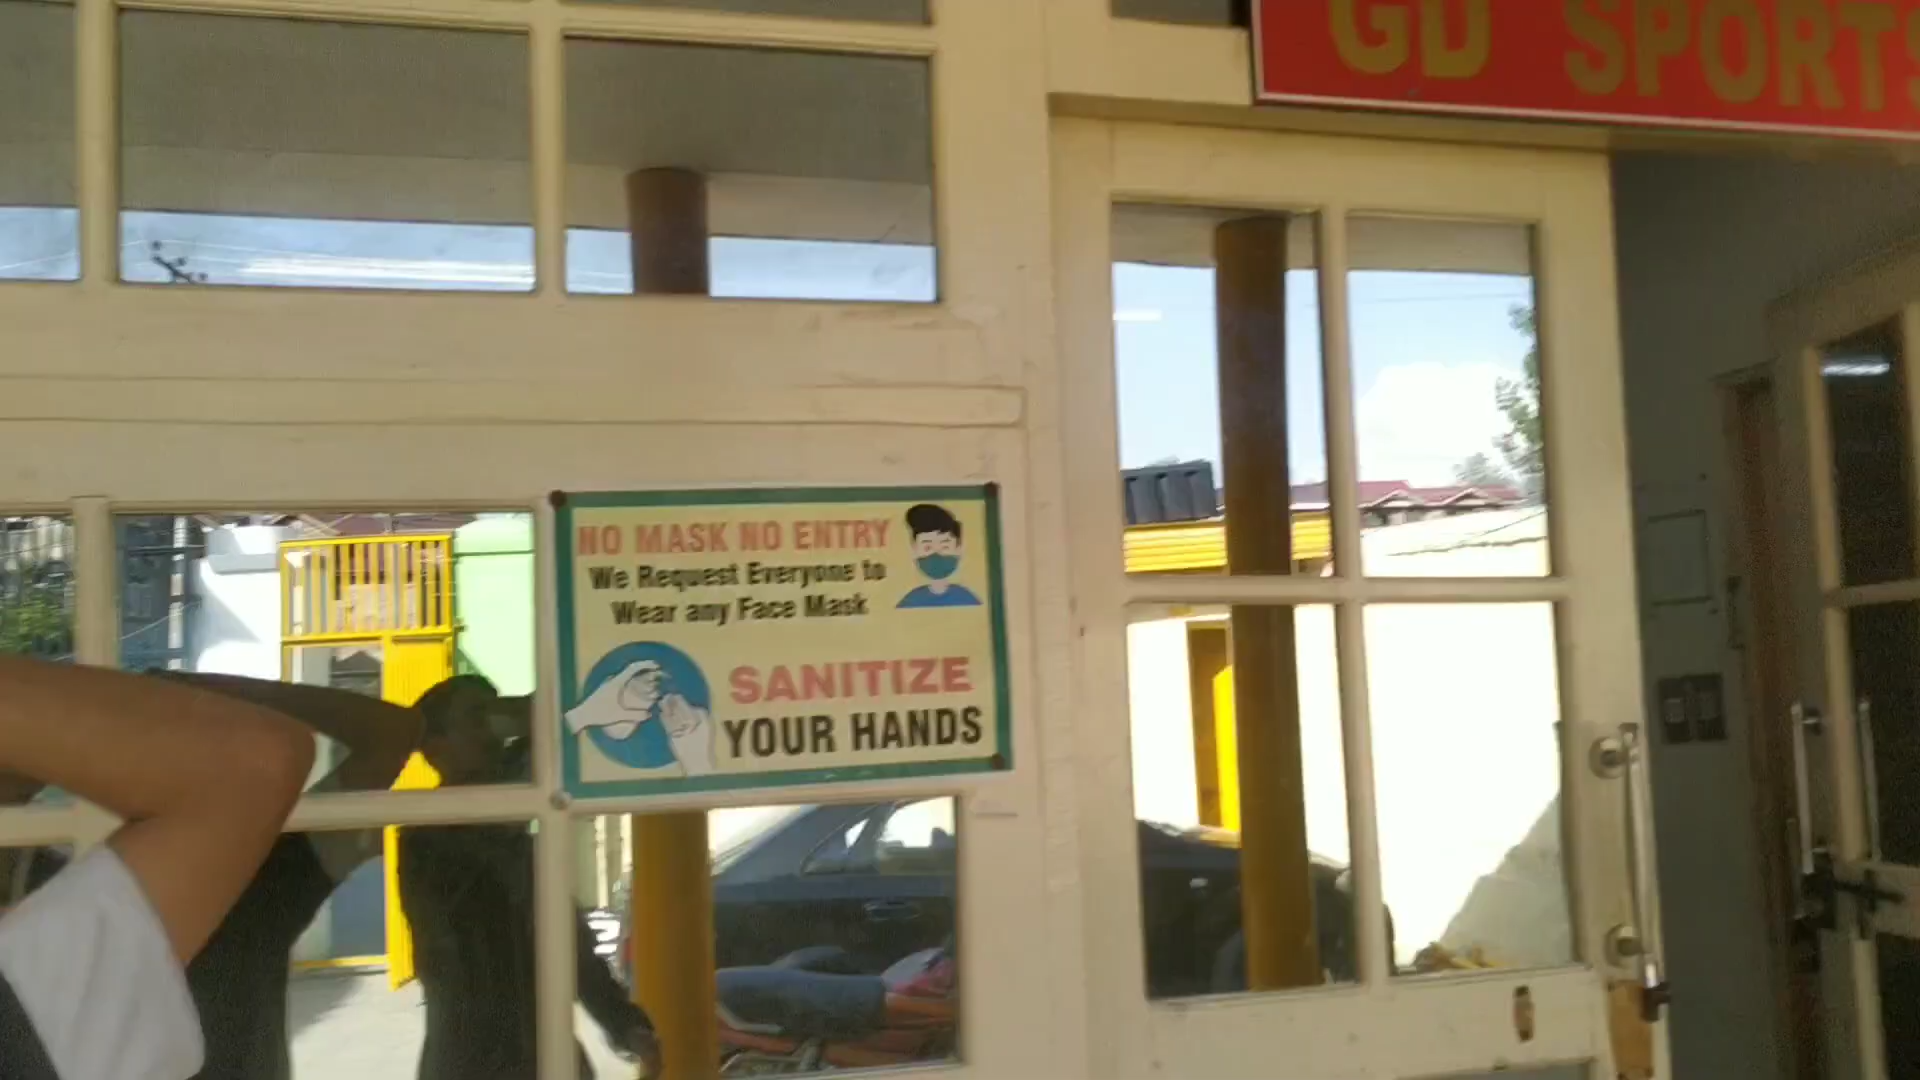 GD SPORTS
NO MASK NO ENTRY
We Request Everyone to
Wear any Face Mask
SANITIZE
YOUR HANDS